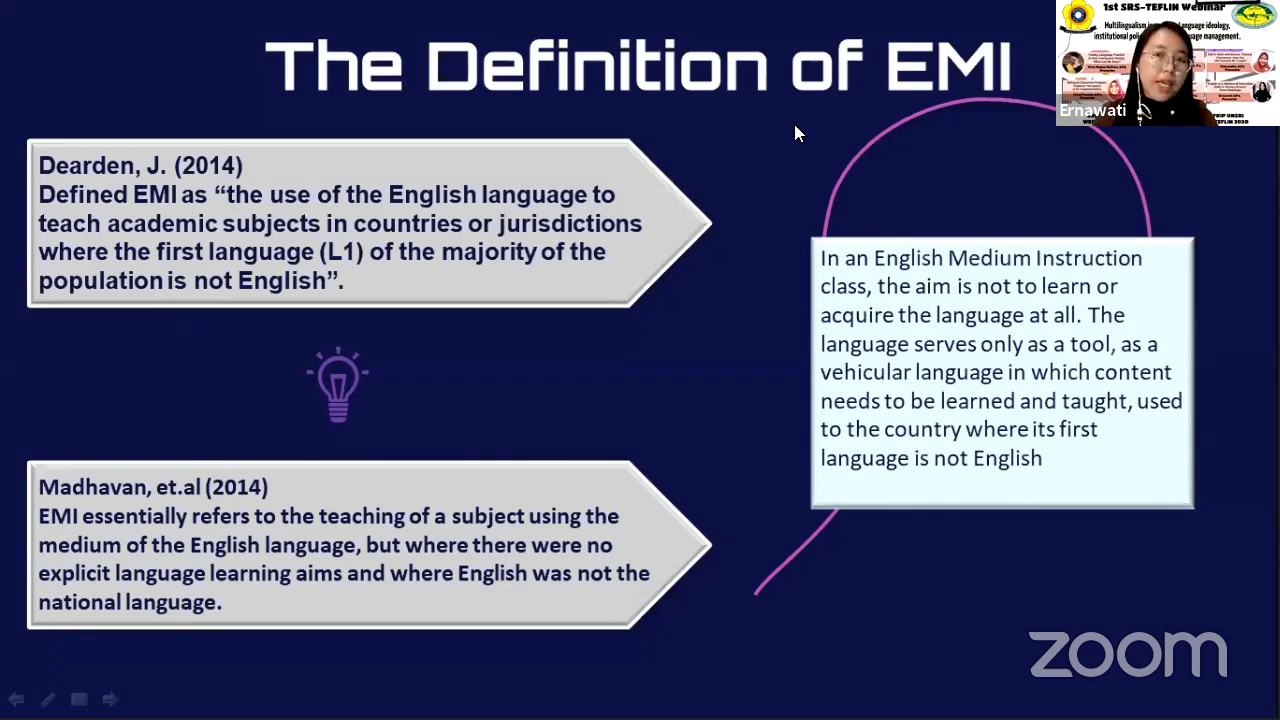 The Definition of EMI
Dearden, J. (2014)
Defined EMI as “the use of the English language to
teach academic subjects in countries or jurisdictions
where the first language (L1) of the majority of the
population is not English”.
Madhavan, et.al (2014)
EMI essentially refers to the teaching of a subject using the
medium of the English language, but where there were no
explicit language learning aims and where English was not the
national language.
In an English Medium Instruction
class, the aim is not to learn or
acquire the language at all. The
language serves only as a tool, as a
vehicular language in which content
needs to be learned and taught, used
to the country where its first
language is not English
1st SRS-TEFLIN Webinar
Multilingualism in language ideology,
institutional management.
Ernawati
zoom